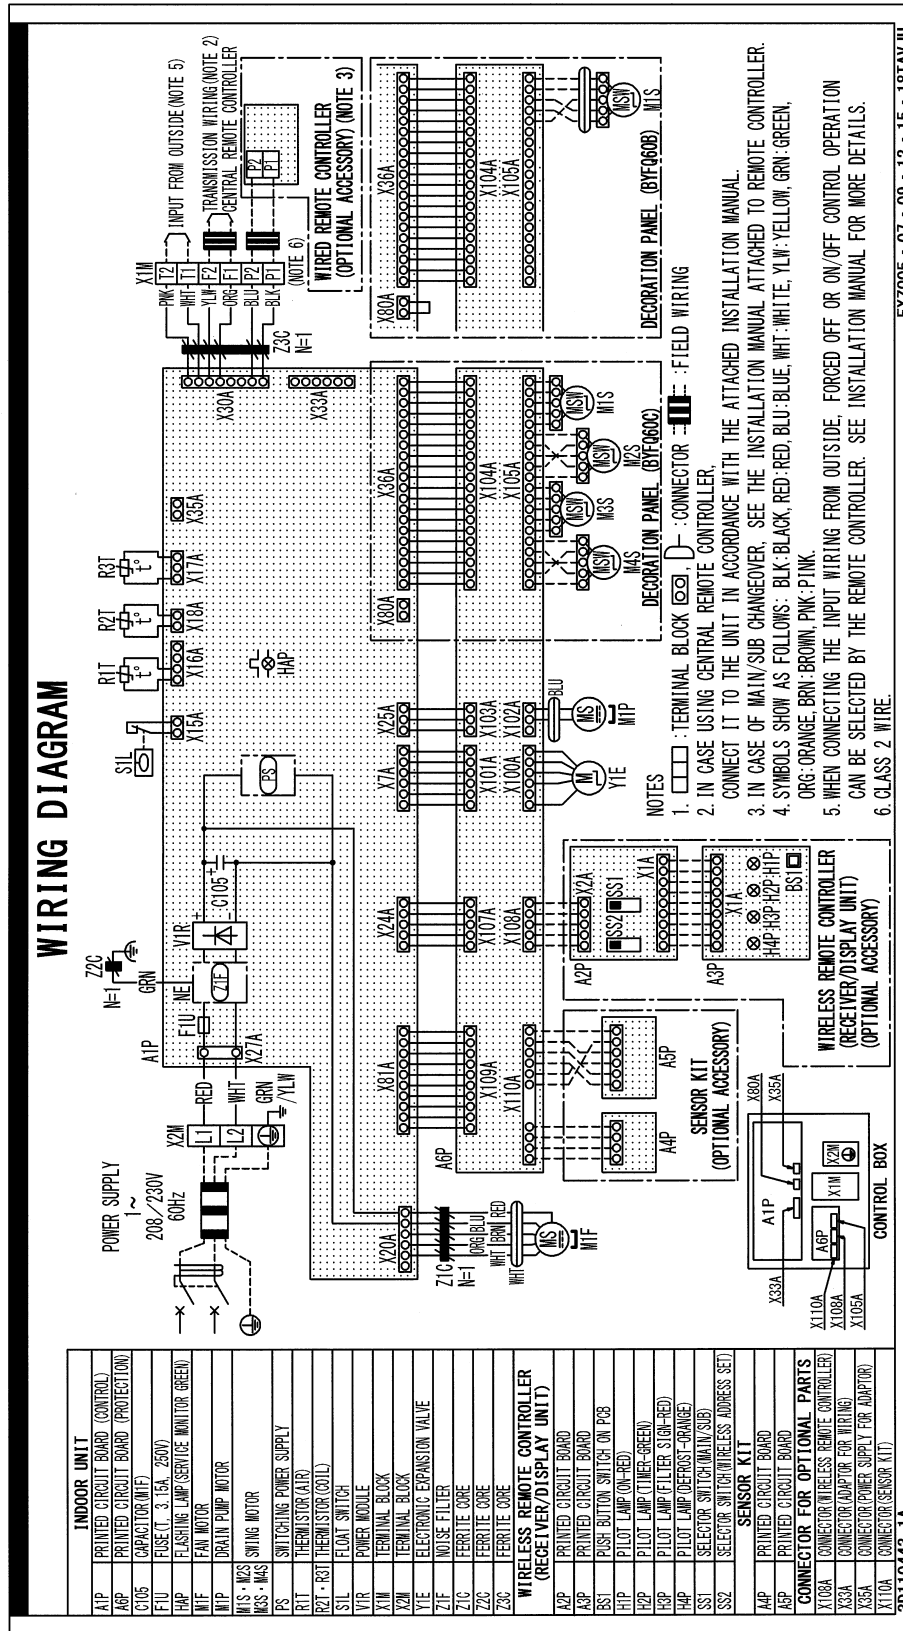 WIRING DIAGRAM
INDOOR UNIT
A1P PRINTED CIRCUIT BOARD (CONTROL)
A6P PRINTED CIRCUIT BOARD (PROTECTION)
C105 CAPACITOR(M1F)
F1U FUSE(T, 3.15A, 250V)
HAP FLASHING LAMP(SERVICE MONITOR GREEN)
M1F FAN MOTOR
M1P DRAIN PUMP MOTOR
M1S・M2S
M3S・M4S SWING MOTOR
PS SWITCHING POWER SUPPLY
R1T THERMISTOR(AIR)
R2T・R3T THERMISTOR(COIL)
S1L FLOAT SWITCH
V1R POWER MODULE
X1M TERMINAL BLOCK
X2M TERMINAL BLOCK
Y1E ELECTRONIC EXPANSION VALVE
Z1F NOISE FILTER
Z1C FERRITE CORE
Z2C FERRITE CORE
Z3C FERRITE CORE
WIRELESS REMOTE CONTROLLER
(RECEIVER/DISPLAY UNIT)
A2P PRINTED CIRCUIT BOARD
A3P PRINTED CIRCUIT BOARD
BS1 PUSH BUTTON SWITCH ON PCB
H1P PILOT LAMP(ON-RED)
H2P PILOT LAMP(TIMER-GREEN)
H3P PILOT LAMP(FILTER SIGN-RED)
H4P PILOT LAMP(DEFROST-ORANGE)
SS1 SELECTOR SWITCH(MAIN/SUB)
SS2 SELECTOR SWITCH(WIRELESS ADDRESS SET)
SENSOR KIT
A4P PRINTED CIRCUIT BOARD
A5P PRINTED CIRCUIT BOARD
CONNECTOR FOR OPTIONAL PARTS
X108A CONNECTOR(WIRELESS REMOTE CONTROLLER)
X33A CONNECTOR(ADAPTOR FOR WIRING)
X35A CONNECTOR(POWER SUPPLY FOR ADAPTOR)
X110A CONNECTOR(SENSOR KIT)
POWER SUPPLY
1~
208/230V
60Hz
X2M
L1
L2
RED
WHT
GRN
/YLW
A1P
X27A
F1U
NE
Z1F
N=1
Z2C
GRN
V1R
C105
+
PS
S1L
X15A
R1T
t°
X16A
R2T
t°
X18A
R3T
t°
X17A
X35A
HAP
X30A
X33A
Z3C
N=1
X1M
PNK T2
WHT T1
YLW F2
ORG F1
BLU P2
BLK P1
(NOTE 6)
INPUT FROM OUTSIDE(NOTE 5)
TRANSMISSION WIRING(NOTE 2)
CENTRAL REMOTE CONTROLLER
P2
P1
WIRED REMOTE CONTROLLER
(OPTIONAL ACCESSORY)(NOTE 3)
X20A
Z1C
N=1
WHT BRN
ORG BLU RED
WHT
MS
M1F
X81A
X24A
X7A
X25A
X80A
X36A
X80A
X36A
A6P
X109A
X110A
X107A
X108A
X101A
X100A
X103A
X102A
X104A
X105A
X104A
X105A
M
Y1E
BLU
MS
M1P
MSW
M4S
MSW
M3S
MSW
M2S
MSW
M1S
DECORATION PANEL (BYFQ60C)
MSW
M1S
DECORATION PANEL (BYFQ60B)
A4P
A5P
SENSOR KIT
(OPTIONAL ACCESSORY)
A2P
X2A
SS2
SS1
X1A
A3P
X1A
H4P H3P H2P H1P
BS1
WIRELESS REMOTE CONTROLLER
(RECEIVER/DISPLAY UNIT)
(OPTIONAL ACCESSORY)
X33A
A1P
X80A
X35A
A6P
X1M
X2M
X110A
X108A
X105A
CONTROL BOX
NOTES
1. :TERMINAL BLOCK , :CONNECTOR :FIELD WIRING
2. IN CASE USING CENTRAL REMOTE CONTROLLER,
CONNECT IT TO THE UNIT IN ACCORDANCE WITH THE ATTACHED INSTALLATION MANUAL.
3. IN CASE OF MAIN/SUB CHANGEOVER, SEE THE INSTALLATION MANUAL ATTACHED TO REMOTE CONTROLLER.
4. SYMBOLS SHOW AS FOLLOWS: BLK:BLACK, RED:RED, BLU:BLUE, WHT:WHITE, YLW:YELLOW, GRN:GREEN,
ORG:ORANGE, BRN:BROWN, PNK:PINK.
5. WHEN CONNECTING THE INPUT WIRING FROM OUTSIDE, FORCED OFF OR ON/OFF CONTROL OPERATION
CAN BE SELECTED BY THE REMOTE CONTROLLER. SEE INSTALLATION MANUAL FOR MORE DETAILS.
6. CLASS 2 WIRE.